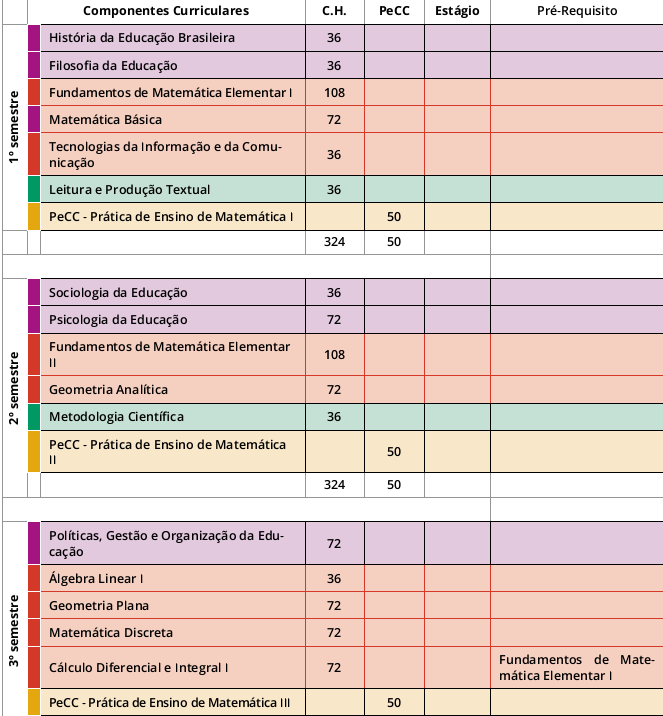 Componentes Curriculares C.H. PeCC Estágio Pré-Requisito
1º semestre
História da Educação Brasileira 36
Filosofia da Educação 36
Fundamentos de Matemática Elementar I 108
Matemática Básica 72
Tecnologias da Informação e da Comu-
nicação 36
Leitura e Produção Textual 36
PeCC - Prática de Ensino de Matemática I 50
324 50
2º semestre
Sociologia da Educação 36
Psicologia da Educação 72
Fundamentos de Matemática Elementar
II 108
Geometria Analítica 72
Metodologia Científica 36
PeCC - Prática de Ensino de Matemática
II 50
324 50
3º semestre
Políticas, Gestão e Organização da Edu-
cação 72
Álgebra Linear I 36
Geometria Plana 72
Matemática Discreta 72
Cálculo Diferencial e Integral I 72 Fundamentos de Mate-
mática Elementar I
PeCC - Prática de Ensino de Matemática III 50